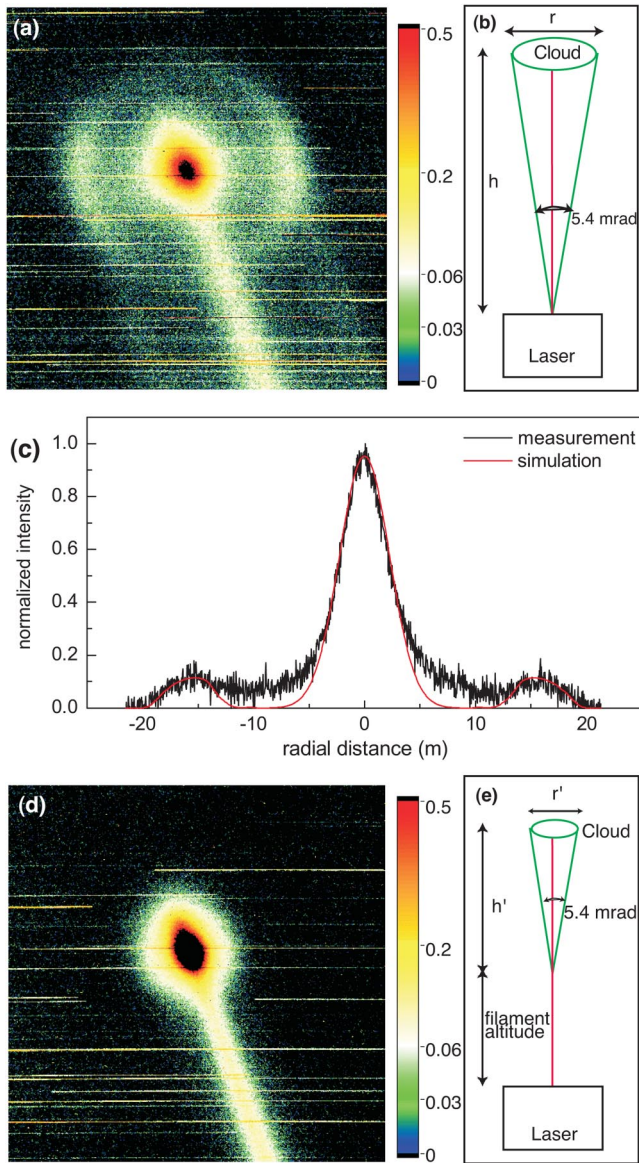 (a)
0.5
0.2
0.06
0.03
0
(b)
r
Cloud
h
5.4 mrad
Laser
(c)
normalized intensity
1.0
0.8
0.6
0.4
0.2
0.0
measurement
simulation
-20 -10 0 10 20
radial distance (m)
(d)
0.5
0.2
0.06
0.03
0
(e)
r'
Cloud
h'
5.4 mrad
filament
altitude
Laser